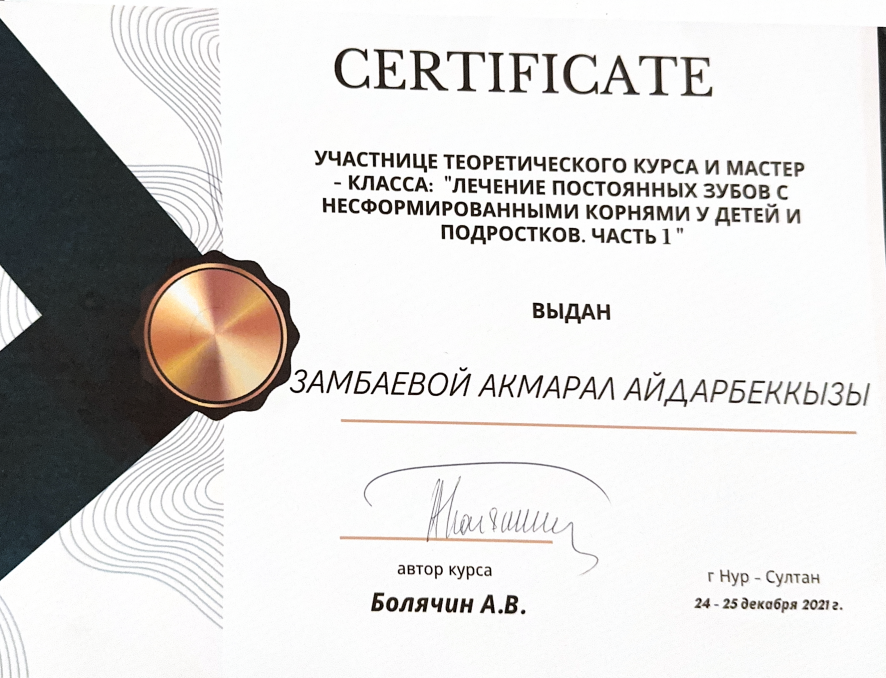 CERTIFICATE
УЧАСТНИЦЕ ТЕОРЕТИЧЕСКОГО КУРСА И МАСТЕР
- КЛАССА: "ЛЕЧЕНИЕ ПОСТОЯННЫХ ЗУБОВ С
НЕСФОРМИРОВАННЫМИ КОРНЯМИ У ДЕТЕЙ И
ПОДРОСТКОВ. ЧАСТЬ 1 "
ВЫДАН
ЗАМБАЕВОЙ АКМАРАЛ АЙДАРБЕККЫЗЫ
автор курса
Болячин А.В.
г Нур - Султан
24 - 25 декабря 2021 г.